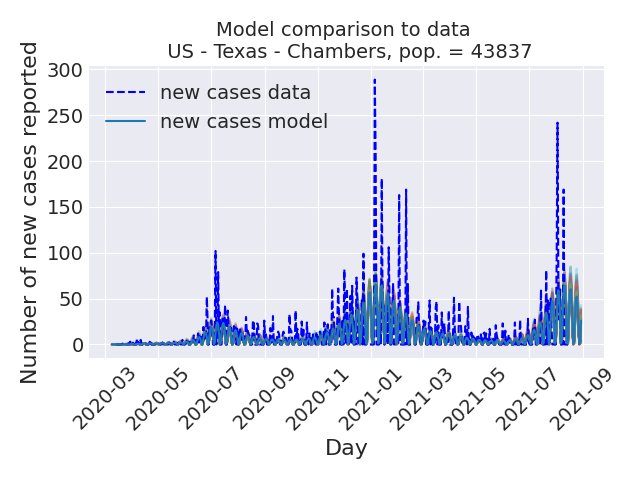 Model comparison to data
US - Texas - Chambers, pop. = 43837
Number of new cases reported
300
250
200
150
100
50
0
new cases data
new cases model
2020-03
2020-05
2020-07
2020-09
2020-11
2021-01
2021-03
2021-05
2021-07
2021-09
Day